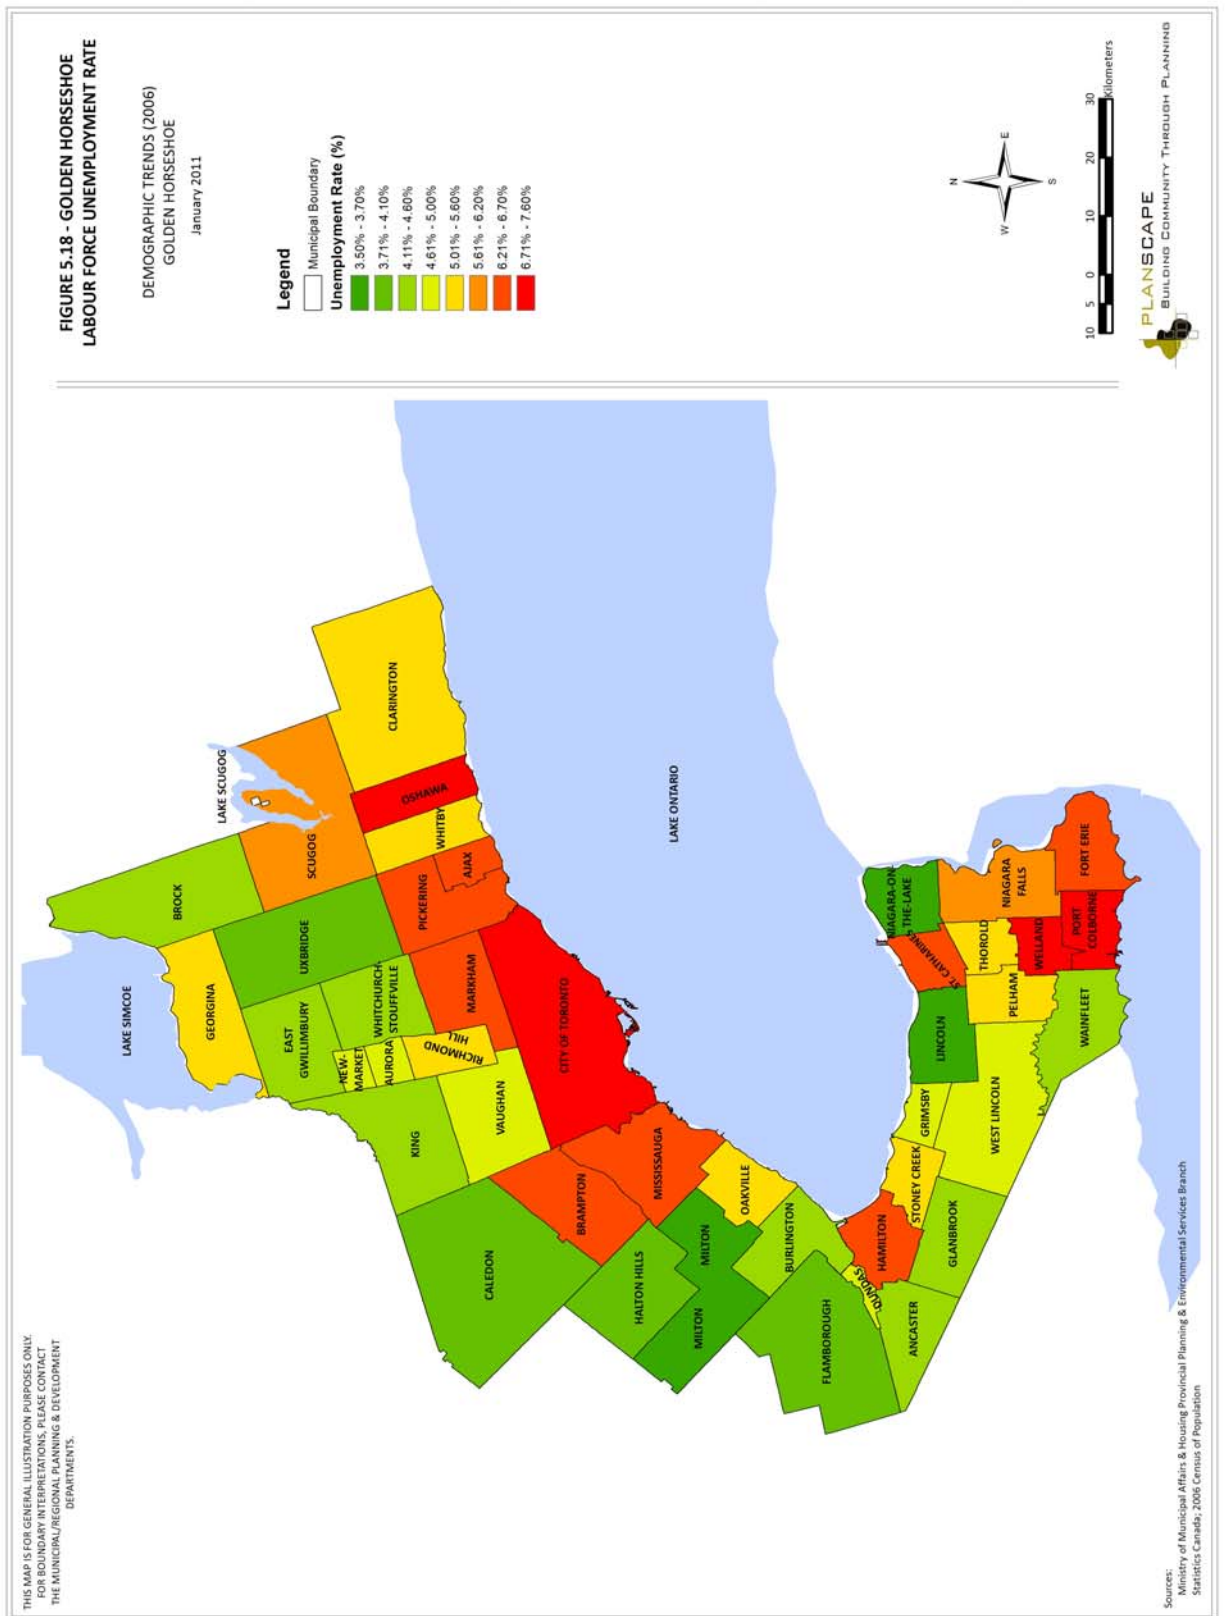 FIGURE 5.18 - GOLDEN HORSESHOE
LABOUR FORCE UNEMPLOYMENT RATE
DEMOGRAPHIC TRENDS (2006)
GOLDEN HORSESHOE
January 2011
Legend
Municipal Boundary
Unemployment Rate (%)
3.50% - 3.70%
3.71% - 4.10%
4.11% - 4.60%
4.61% - 5.00%
5.01% - 5.60%
5.61% - 6.20%
6.21% - 6.70%
6.71% - 7.60%
N
W
E
S
10 5 0 10 20 30
Kilometers
PLANSCAPE
BUILDING COMMUNITY THROUGH PLANNING
THIS MAP IS FOR GENERAL ILLUSTRATION PURPOSES ONLY.
FOR BOUNDARY INTERPRETATIONS, PLEASE CONTACT
THE MUNICIPAL/REGIONAL PLANNING & DEVELOPMENT
DEPARTMENTS.
LAKE SIMCOE
LAKE SCUGOG
BROCK
GEORGINA
SCUGOG
UXBRIDGE
EAST
GWILLIMBURY
WHITCHURCH-
STOUFFVILLE
NEW-
MARKET
AURORA
RICHMOND
HILL
KING
VAUGHAN
MARKHAM
PICKERING
AJAX
WHITBY
OSHAWA
CLARINGTON
CITY OF TORONTO
LAKE ONTARIO
CALEDON
BRAMPTON
MISSISSAUGA
HALTON HILLS
MILTON
MILTON
OAKVILLE
BURLINGTON
FLAMBOROUGH
DUNDAS
HAMILTON
ANCASTER
STONEY CREEK
GLANBROOK
GRIMSBY
WEST LINCOLN
LINCOLN
ST. CATHARINES
NIAGARA-ON-
THE-LAKE
THOROLD
PELHAM
NIAGARA
FALLS
WELLAND
WAINFLEET
PORT
COLBORNE
FORT ERIE
Sources:
Ministry of Municipal Affairs & Housing Provincial Planning & Environmental Services Branch
Statistics Canada; 2006 Census of Population